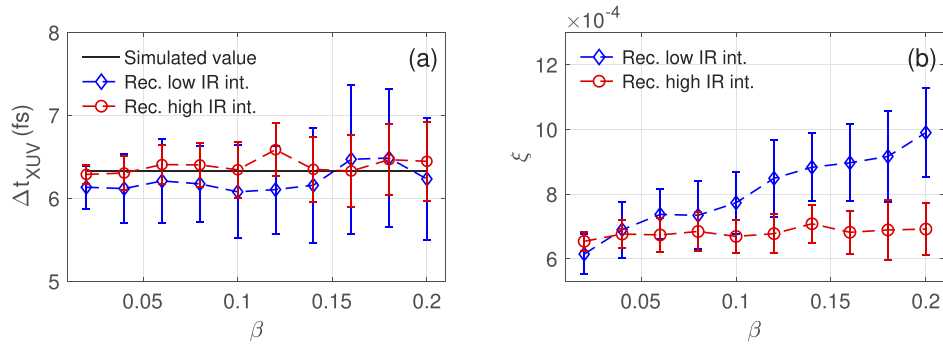 (a)
Simulated value
Rec. low IR int.
Rec. high IR int.
Δt_XUV (fs)
8
7
6
5
0.05
0.1
0.15
0.2
β
×10⁻⁴
(b)
Rec. low IR int.
Rec. high IR int.
ξ
12
10
8
6
0.05
0.1
0.15
0.2
β